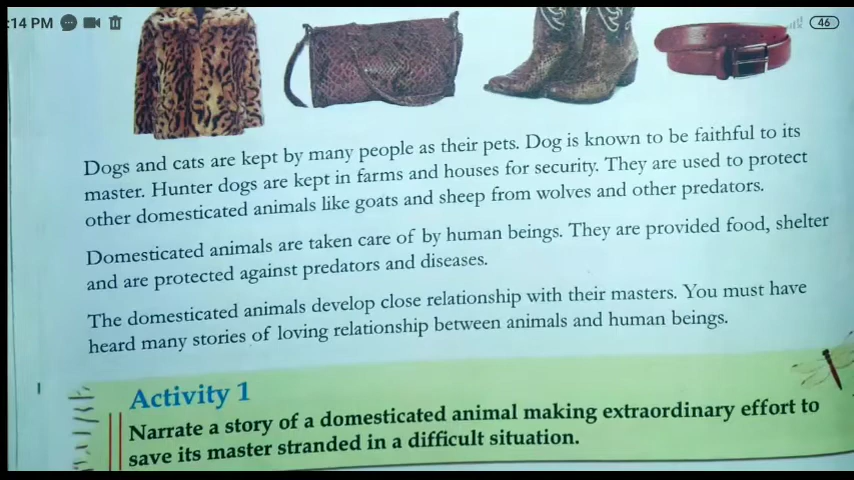 :14 PM
46
Dogs and cats are kept by many people as their pets. Dog is known to be faithful to its
master. Hunter dogs are kept in farms and houses for security. They are used to protect
other domesticated animals like goats and sheep from wolves and other predators.
Domesticated animals are taken care of by human beings. They are provided food, shelter
and are protected against predators and diseases.
The domesticated animals develop close relationship with their masters. You must have
heard many stories of loving relationship between animals and human beings.
Activity 1
Narrate a story of a domesticated animal making extraordinary effort to
save its master stranded in a difficult situation.